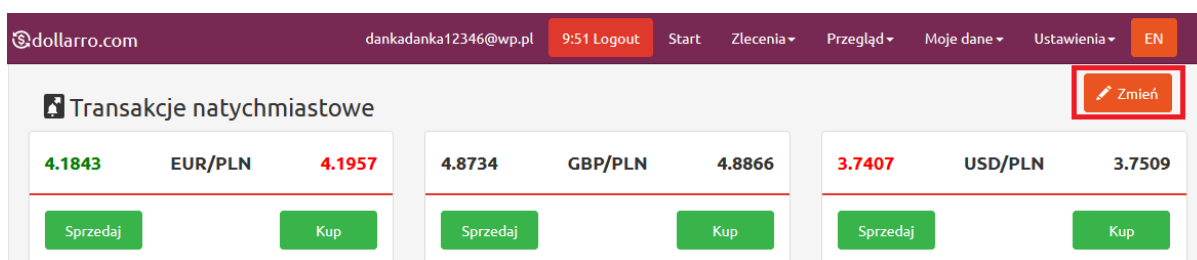 dollarro.com dankadanka12346@wp.pl 9:51 Logout Start Zlecenia Przegląd Moje dane Ustawienia EN
Zmień
Transakcje natychmiastowe
4.1843 EUR/PLN 4.1957 4.8734 GBP/PLN 4.8866 3.7407 USD/PLN 3.7509
Sprzedaj Kup Sprzedaj Kup Sprzedaj Kup